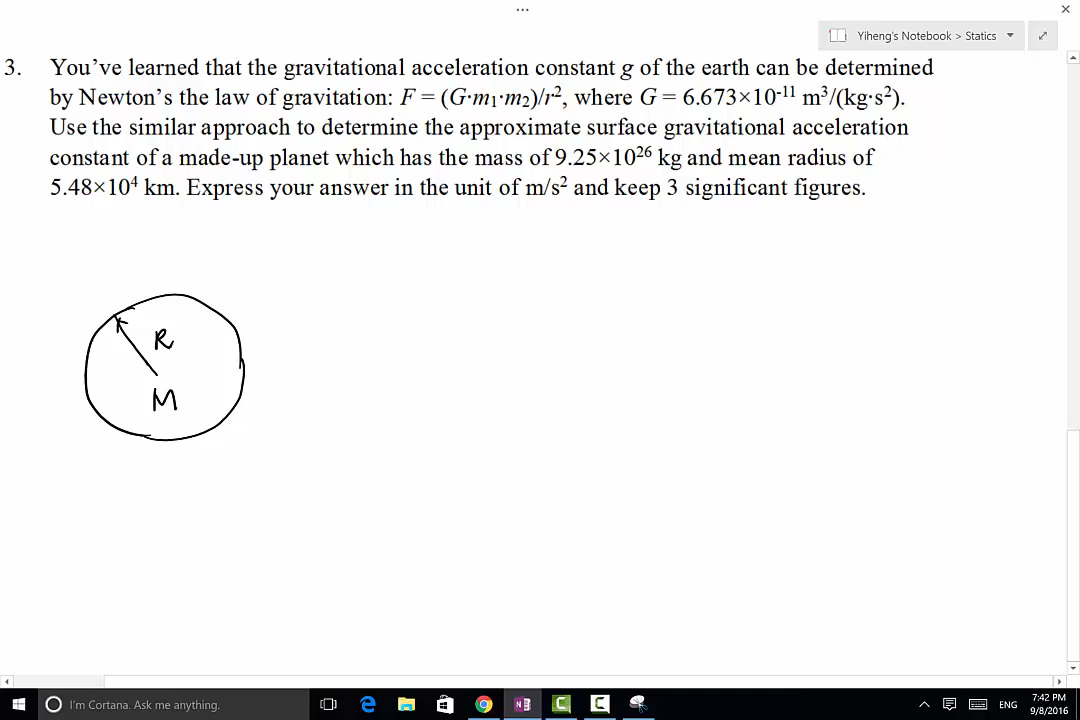 ...
Yiheng's Notebook > Statics
3. You've learned that the gravitational acceleration constant g of the earth can be determined
by Newton's the law of gravitation: F = (G·m₁·m₂)/r², where G = 6.673×10⁻¹¹ m³/(kg·s²).
Use the similar approach to determine the approximate surface gravitational acceleration
constant of a made-up planet which has the mass of 9.25×10²⁶ kg and mean radius of
5.48×10⁴ km. Express your answer in the unit of m/s² and keep 3 significant figures.
R
M
I'm Cortana. Ask me anything.
ENG
7:42 PM
9/8/2016